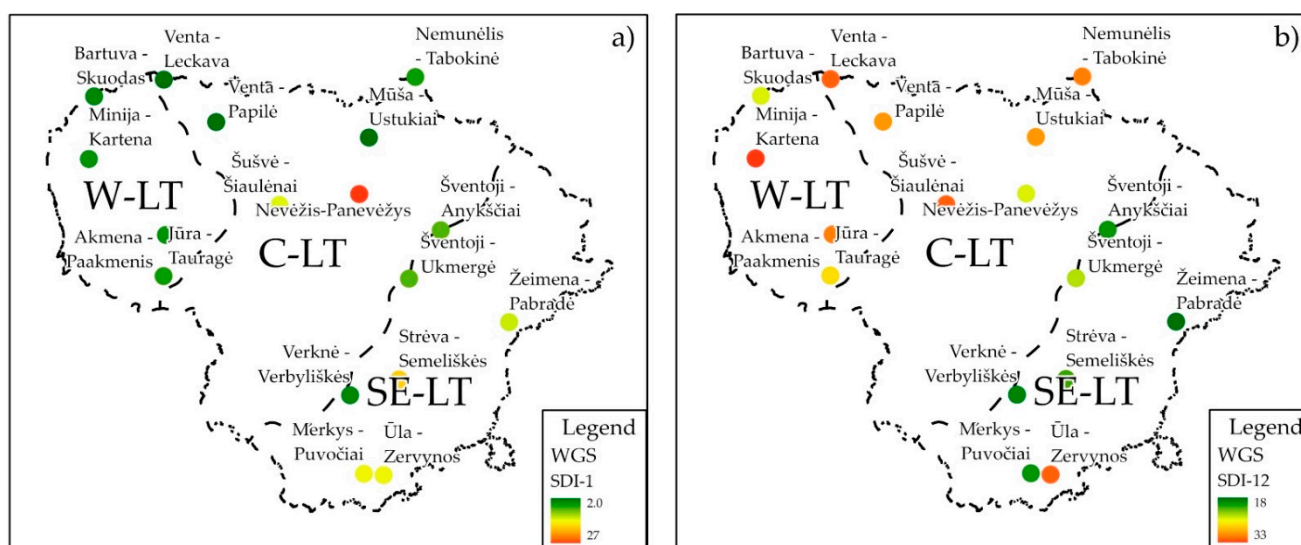 a)
Bartuva -
Skuodas
Venta -
Leckava
Nemunėlis
- Tabokinė
Minija -
Kartena
Venta -
Papilė
Mūša -
Ustukiai
W-LT
Šušvė -
Šiaulėnai
Nevėžis-Panevėžys
Šventoji -
Anykščiai
Akmena -
Paakmenis
Jūra -
Tauragė
C-LT
Šventoji -
Ukmergė
Žeimena -
Pabradė
Verknė -
Verbyliškės
Strėva -
Semeliškės
SE-LT
Merkys -
Puvočiai
Ūla -
Zervynos
Legend
WGS
SDI-1
2.0
27
b)
Bartuva -
Skuodas
Venta -
Leckava
Nemunėlis
- Tabokinė
Minija -
Kartena
Venta -
Papilė
Mūša -
Ustukiai
W-LT
Šušvė -
Šiaulėnai
Nevėžis-Panevėžys
Šventoji -
Anykščiai
Akmena -
Paakmenis
Jūra -
Tauragė
C-LT
Šventoji -
Ukmergė
Žeimena -
Pabradė
Verknė -
Verbyliškės
Strėva -
Semeliškės
SE-LT
Merkys -
Puvočiai
Ūla -
Zervynos
Legend
WGS
SDI-12
18
33